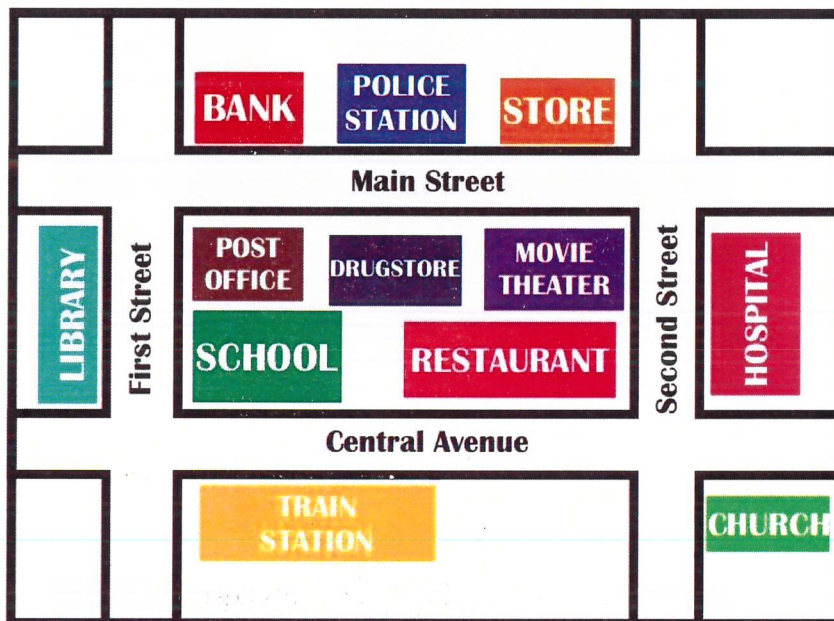 BANK
POLICE
STATION
STORE
Main Street
LIBRARY
First Street
POST
OFFICE
DRUGSTORE
MOVIE
THEATER
SCHOOL
RESTAURANT
Second Street
HOSPITAL
Central Avenue
TRAIN
STATION
CHURCH